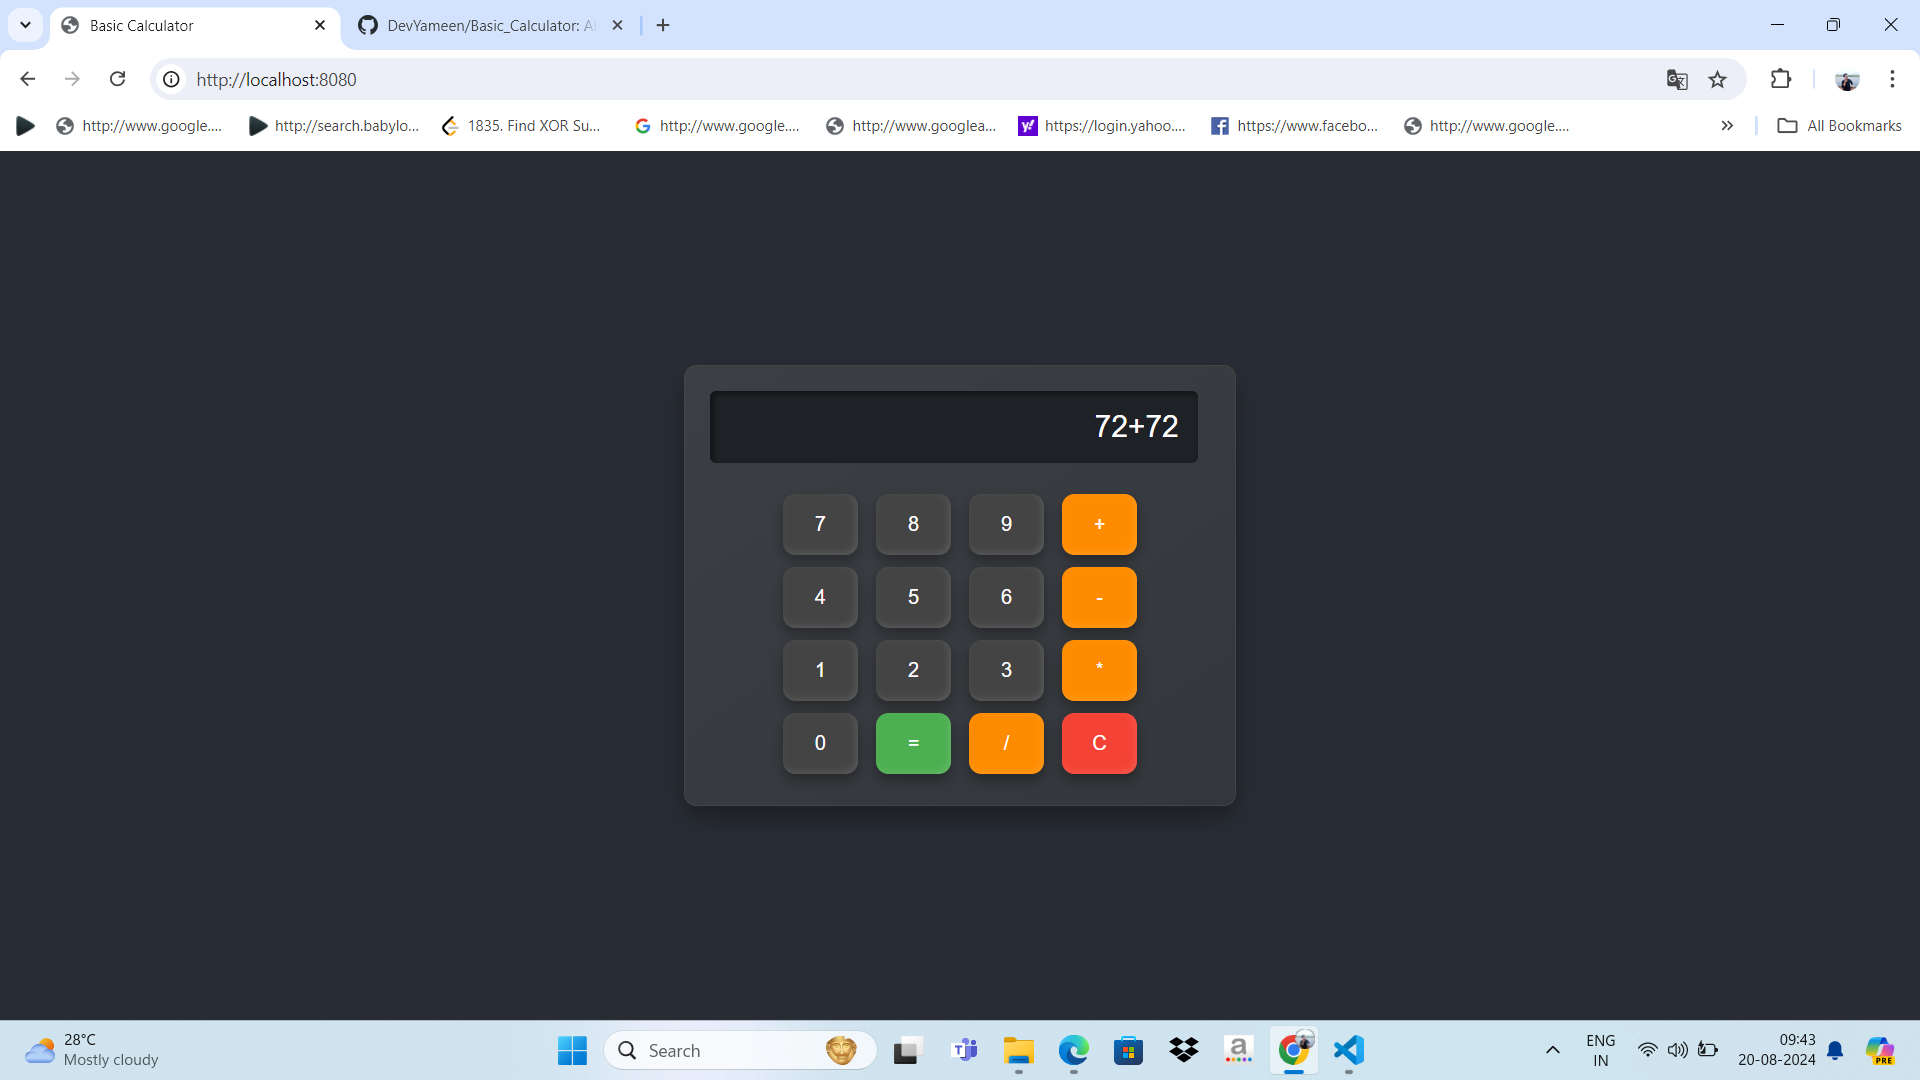 Basic Calculator
DevYameen/Basic_Calculator: A
http://localhost:8080
http://www.google....
http://search.babylo...
1835. Find XOR Su...
http://www.google....
http://www.googlea...
https://login.yahoo....
https://www.facebo...
http://www.google....
All Bookmarks
72+72
7 8 9 +
4 5 6 -
1 2 3 *
0 = / C
28°C
Mostly cloudy
Search
ENG
IN
09:43
20-08-2024
PRE